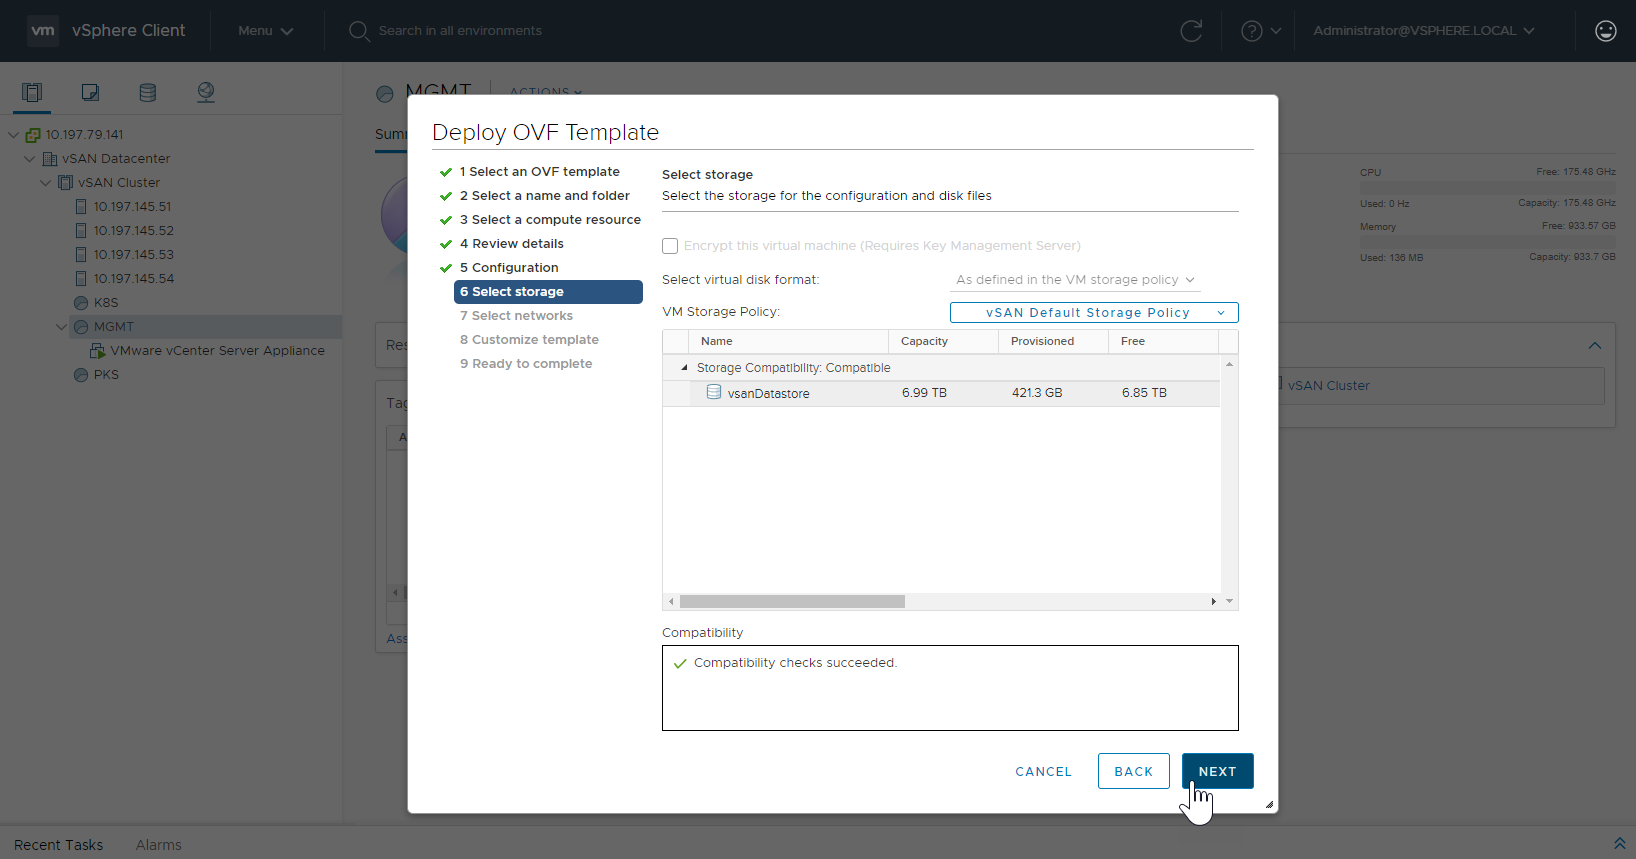 vm vSphere Client Menu Search in all environments Administrator@VSPHERE.LOCAL
MGMT ACTIONS
10.197.79.141
vSAN Datacenter
vSAN Cluster
10.197.145.51
10.197.145.52
10.197.145.53
10.197.145.54
K8S
MGMT
VMware vCenter Server Appliance
PKS
Summ
Deploy OVF Template
1 Select an OVF template
2 Select a name and folder
3 Select a compute resource
4 Review details
5 Configuration
6 Select storage
7 Select networks
8 Customize template
9 Ready to complete
Select storage
Select the storage for the configuration and disk files
Encrypt this virtual machine (Requires Key Management Server)
Select virtual disk format: As defined in the VM storage policy
VM Storage Policy: vSAN Default Storage Policy
Name Capacity Provisioned Free
Storage Compatibility: Compatible
vsanDatastore 6.99 TB 421.3 GB 6.85 TB
Compatibility
Compatibility checks succeeded.
CANCEL BACK NEXT
CPU Free: 175.48 GHz
Used: 0 Hz Capacity: 175.48 GHz
Memory Free: 933.57 GB
Used: 136 MB Capacity: 933.7 GB
Res
vSAN Cluster
Tag
A
Ass
Recent Tasks Alarms